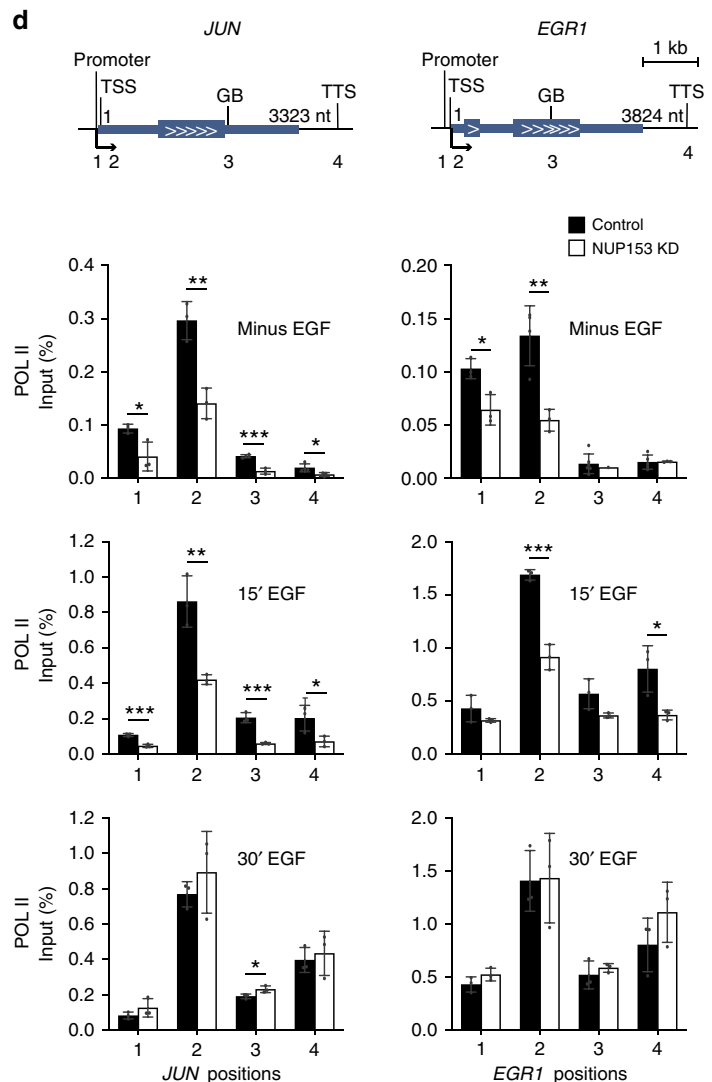 d
JUN
EGR1
1 kb
Promoter
TSS
1
GB
3323 nt
TTS
1 2
3
4
Promoter
TSS
1
GB
3824 nt
TTS
>>>>>
>
>>>>>>
1 2
3
4
Control
NUP153 KD
POL II
Input (%)
0.4
0.3
0.2
0.1
0.0
Minus EGF
*
**
***
*
1 2 3 4
0.20
0.15
0.10
0.05
0.00
Minus EGF
*
**
1 2 3 4
POL II
Input (%)
1.2
1.0
0.8
0.6
0.4
0.2
0.0
15′ EGF
***
**
***
*
1 2 3 4
2.0
1.5
1.0
0.5
0.0
15′ EGF
***
*
1 2 3 4
POL II
Input (%)
1.2
1.0
0.8
0.6
0.4
0.2
0.0
30′ EGF
*
1 2 3 4
JUN positions
2.0
1.5
1.0
0.5
0.0
30′ EGF
1 2 3 4
EGR1 positions